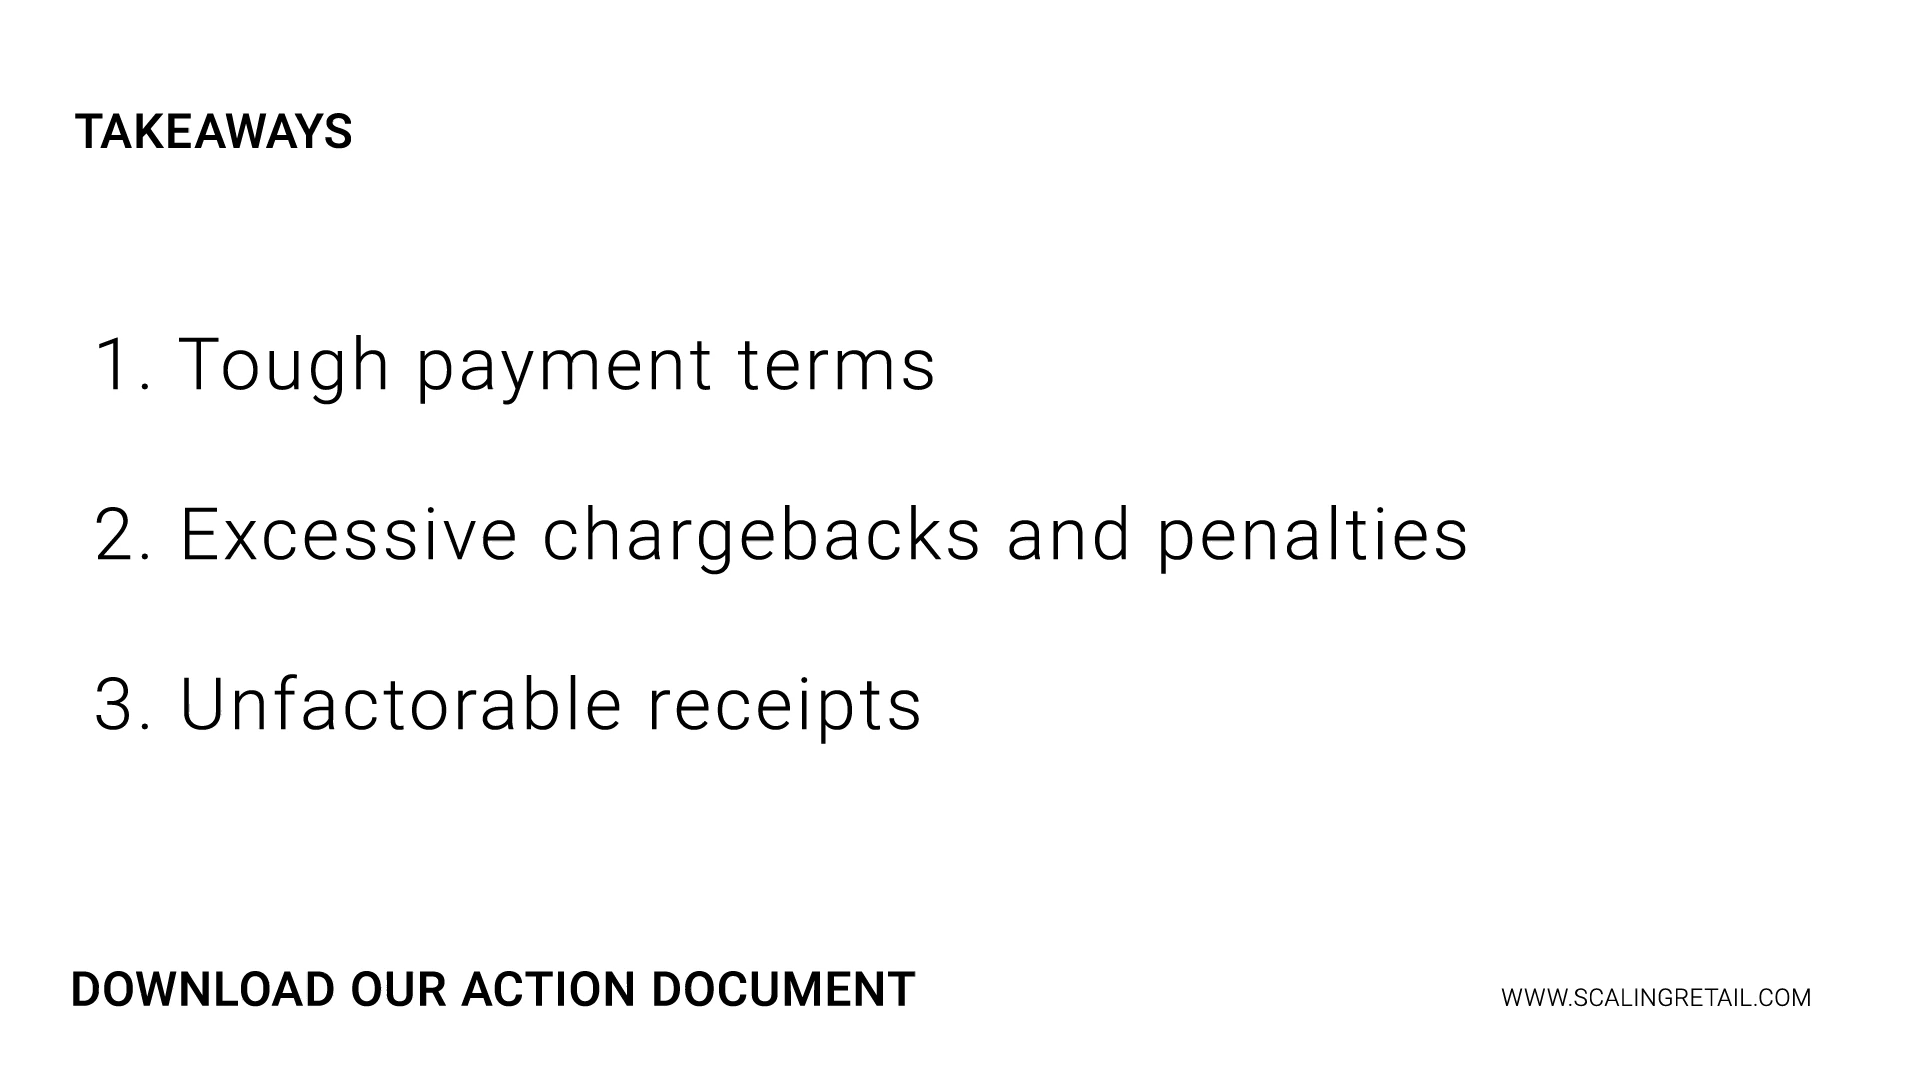 TAKEAWAYS
1. Tough payment terms
2. Excessive chargebacks and penalties
3. Unfactorable receipts
DOWNLOAD OUR ACTION DOCUMENT
WWW.SCALINGRETAIL.COM